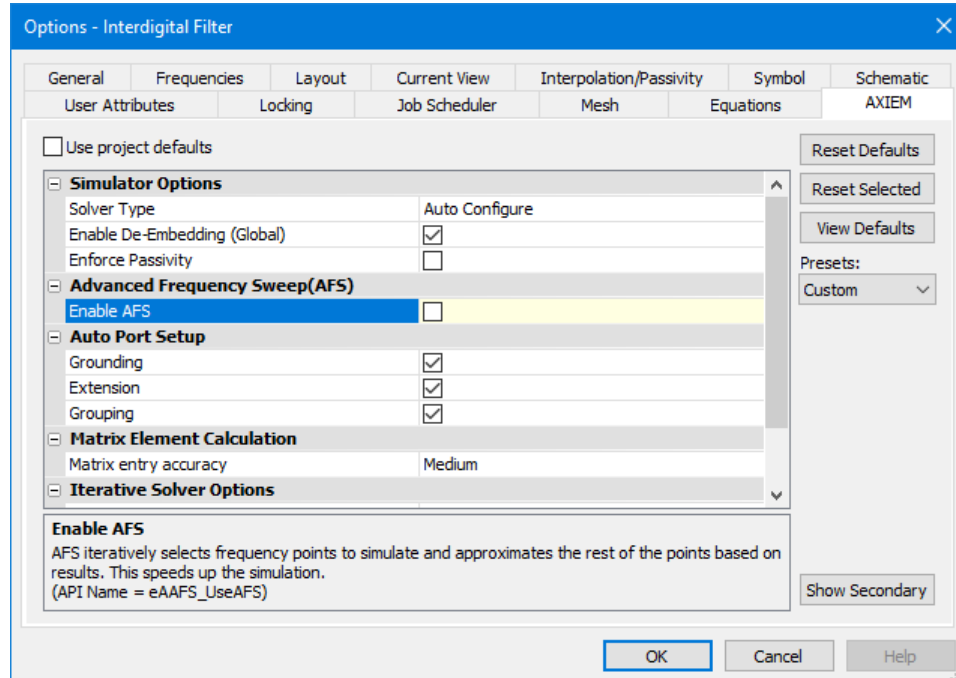 Options - Interdigital Filter
General Frequencies Layout Current View Interpolation/Passivity Symbol Schematic
User Attributes Locking Job Scheduler Mesh Equations AXIEM
Use project defaults
Reset Defaults
Simulator Options
Reset Selected
Solver Type Auto Configure
View Defaults
Enable De-Embedding (Global)
Enforce Passivity
Presets:
Advanced Frequency Sweep(AFS)
Custom
Enable AFS
Auto Port Setup
Grounding
Extension
Grouping
Matrix Element Calculation
Matrix entry accuracy Medium
Iterative Solver Options
Enable AFS
AFS iteratively selects frequency points to simulate and approximates the rest of the points based on
results. This speeds up the simulation.
(API Name = eAAFS_UseAFS)
Show Secondary
OK Cancel Help